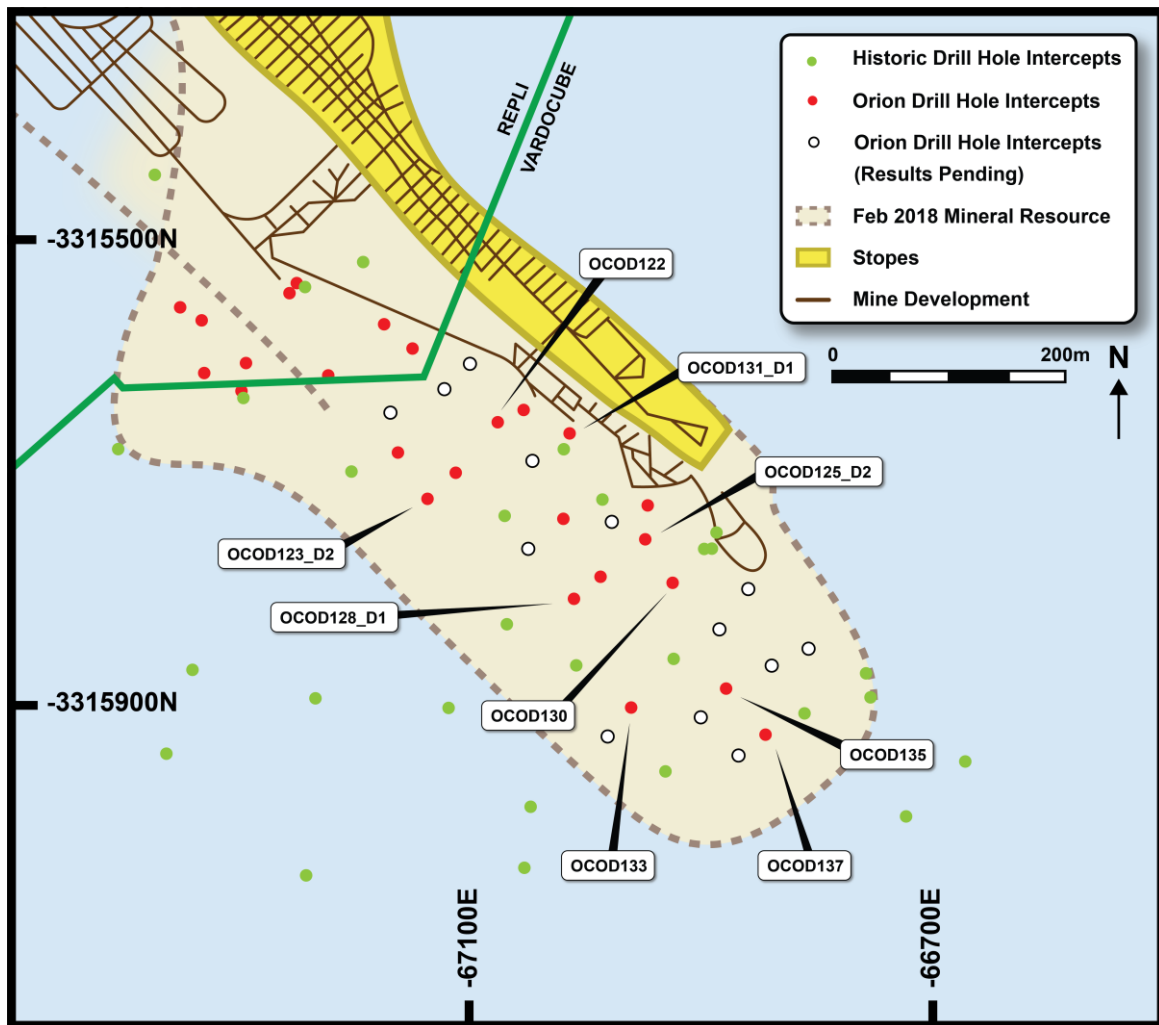 Historic Drill Hole Intercepts
Orion Drill Hole Intercepts
Orion Drill Hole Intercepts
(Results Pending)
Feb 2018 Mineral Resource
Stopes
Mine Development
REPLI
VARDOCUBE
-3315500N
OCOD122
0
200m
N
OCOD131_D1
OCOD125_D2
OCOD123_D2
OCOD128_D1
-3315900N
OCOD130
OCOD135
OCOD133
OCOD137
-67100E
-66700E